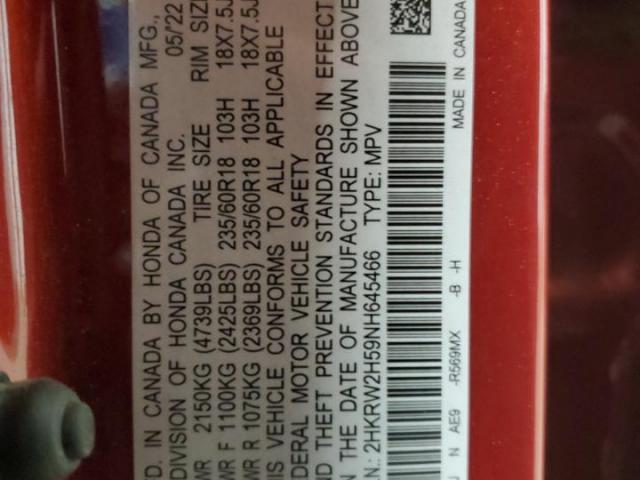 D. IN CANADA BY HONDA OF CANADA MFG.,
DIVISION OF HONDA CANADA INC. 05/22
WR 2150KG (4739LBS) TIRE SIZE RIM SIZE
WR F 1100KG (2425LBS) 235/60R18 103H 18X7.5J
WR R 1075KG (2369LBS) 235/60R18 103H 18X7.5J
IS VEHICLE CONFORMS TO ALL APPLICABLE
DERAL MOTOR VEHICLE SAFETY
ND THEFT PREVENTION STANDARDS IN EFFECT
N THE DATE OF MANUFACTURE SHOWN ABOVE
.N.: 2HKRW2H59NH645466 TYPE: MPV
N AE9 -R569MX -B -H MADE IN CANADA